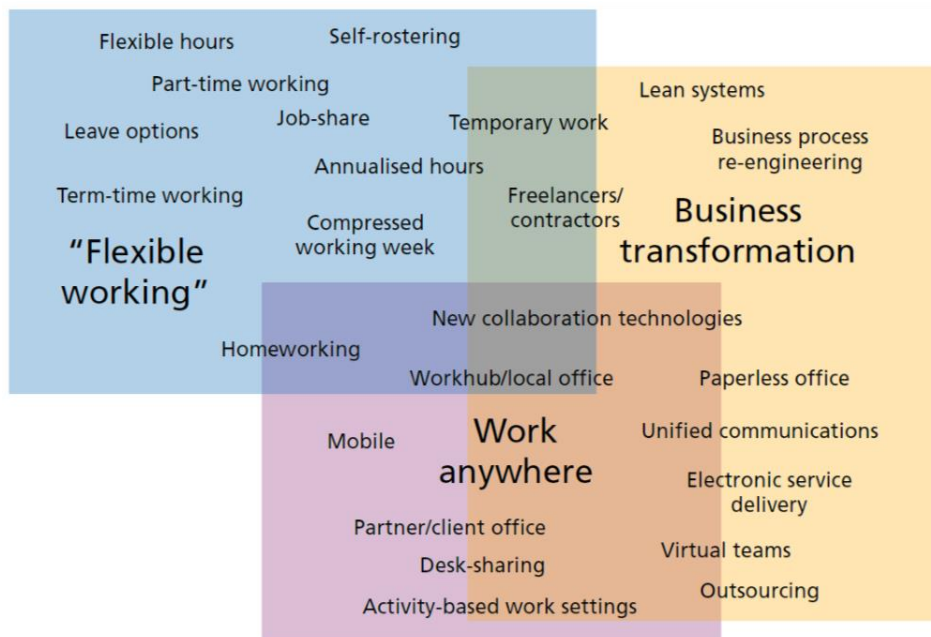 Flexible hours
Self-rostering
Part-time working
Lean systems
Leave options
Job-share
Temporary work
Business process
re-engineering
Annualised hours
Term-time working
Freelancers/
contractors
Compressed
working week
Business
transformation
“Flexible
working”
New collaboration technologies
Homeworking
Workhub/local office
Paperless office
Mobile
Work
anywhere
Unified communications
Electronic service
delivery
Partner/client office
Virtual teams
Desk-sharing
Outsourcing
Activity-based work settings